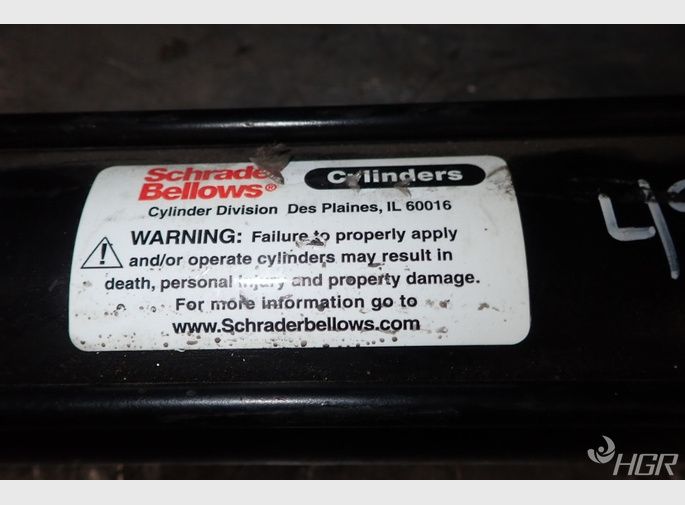 Schrader
Bellows®
Cylinders
Cylinder Division Des Plaines, IL 60016
WARNING: Failure to properly apply
and/or operate cylinders may result in
death, personal injury and property damage.
For more information go to
www.Schraderbellows.com
HGR